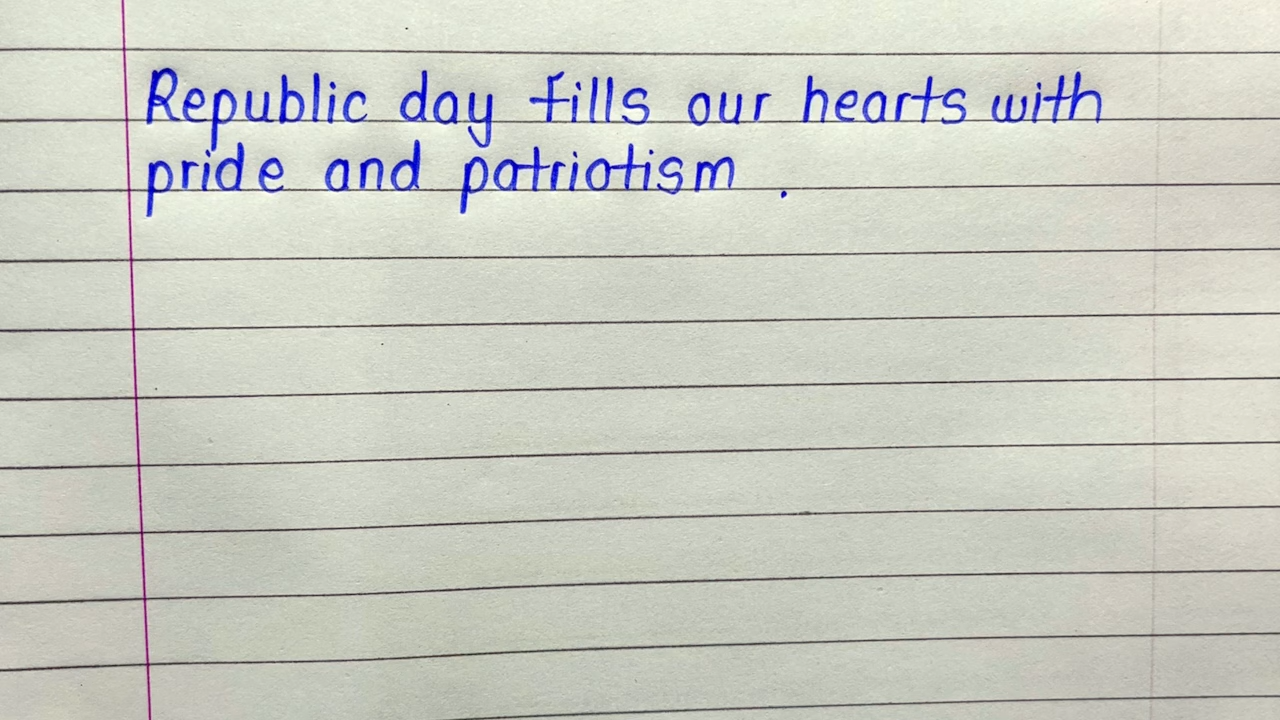 Republic day fills our hearts with
pride and patriotism .